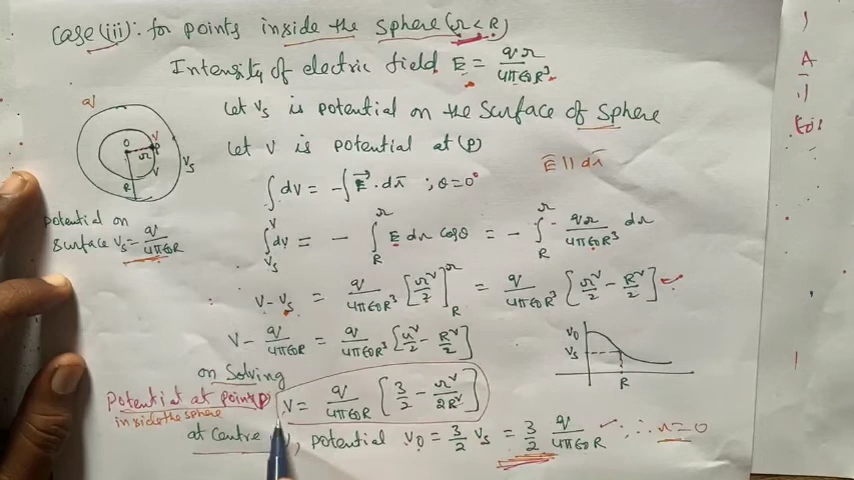 Case(iii): for points inside the sphere (r < R)
Intensity of electric field. E = qr / 4πε0R³
Let Vs is potential on the surface of sphere
Let V is potential at (P)
E ∥ dr
∫dV = -∫E.dr ; θ=0°
∫dV = - ∫ E dr cosθ = - ∫ qr / 4πε0R³ dr
Potential on
surface Vs = q / 4πε0R
V-Vs = q / 4πε0R³ [r²/2] = q / 4πε0R³ [r²/2 - R²/2]
V - q / 4πε0R = q / 4πε0R³ [r²/2 - R²/2]
on Solving
Potential at point P
inside the sphere
V = q / 4πε0R [3/2 - r²/2R²]
at Centre , potential V0 = 3/2 Vs = 3/2 q / 4πε0R ∵ r=0
q
O
P
r
R
V
V
Vs
V0
Vs
R
A